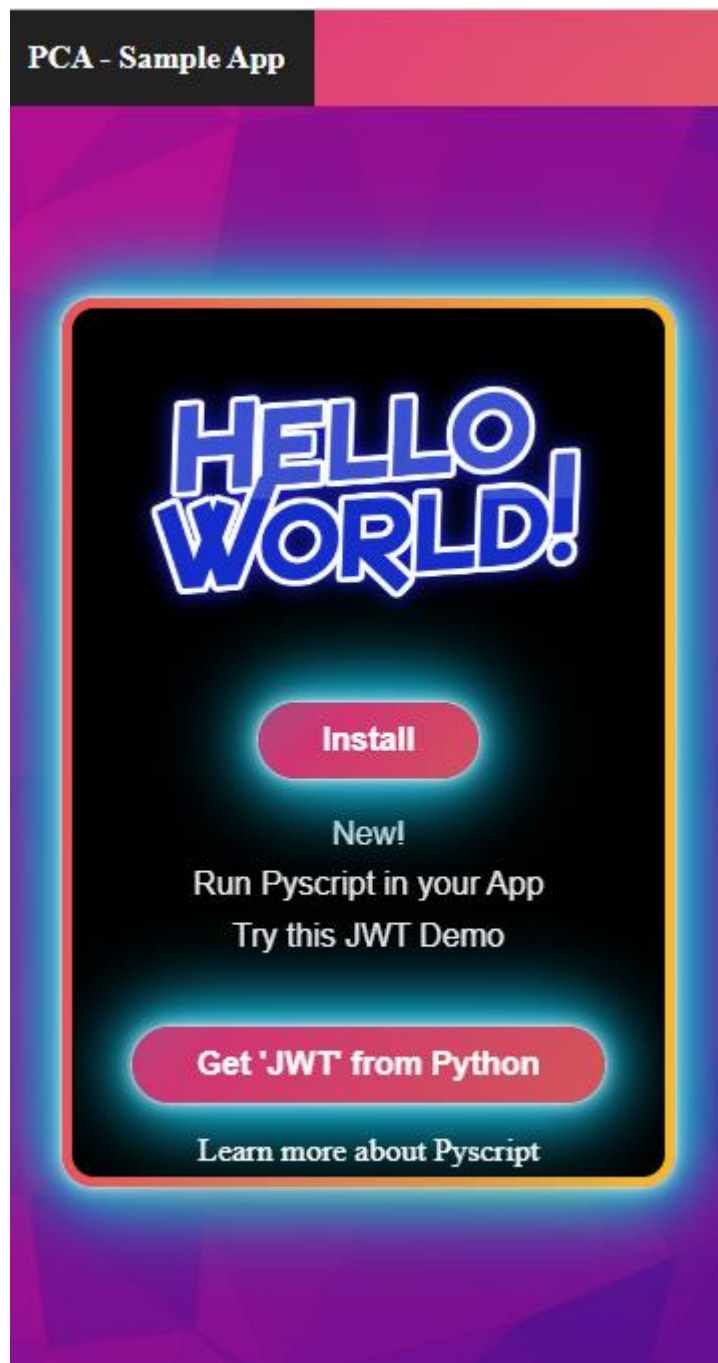 PCA - Sample App
HELLO
WORLD!
Install
New!
Run Pyscript in your App
Try this JWT Demo
Get 'JWT' from Python
Learn more about Pyscript